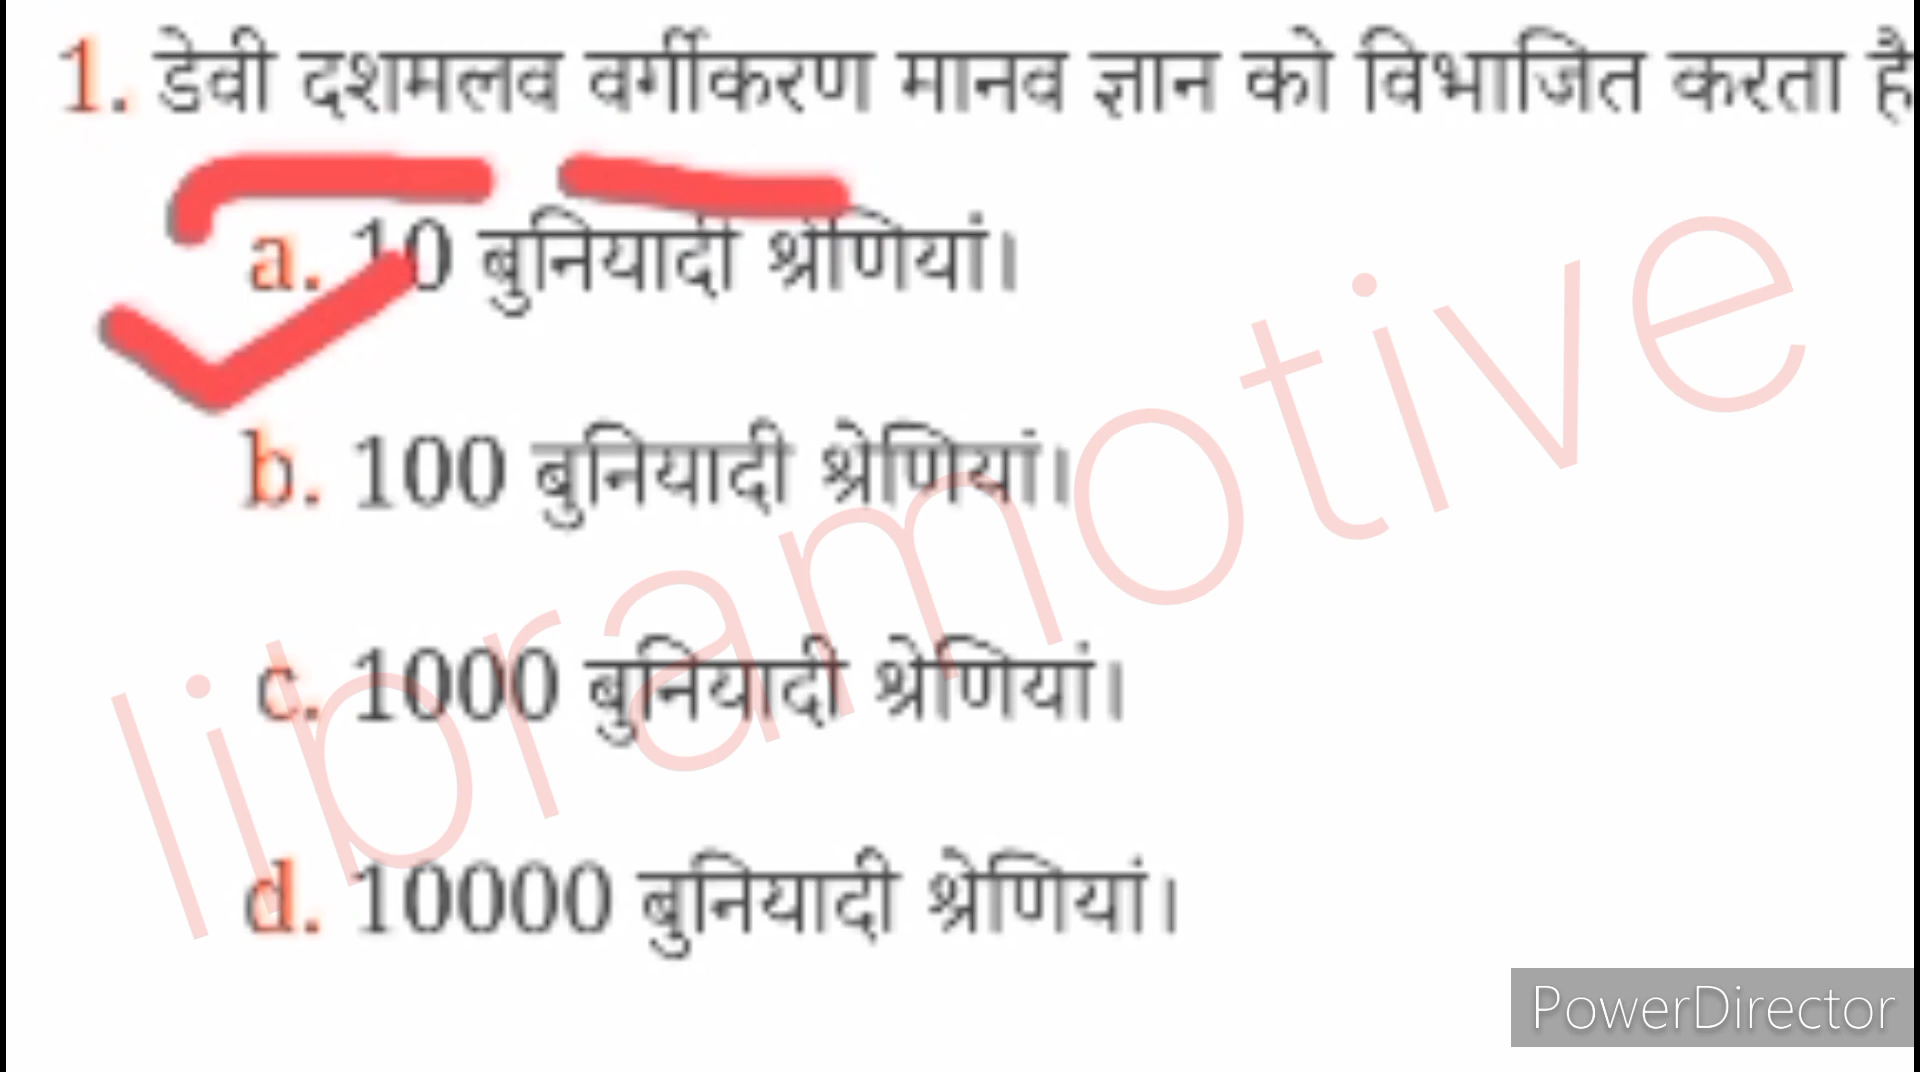 1. डेवी दशमलव वर्गीकरण मानव ज्ञान को विभाजित करता है
a. 10 बुनियादी श्रेणियां।
b. 100 बुनियादी श्रेणियां।
c. 1000 बुनियादी श्रेणियां।
d. 10000 बुनियादी श्रेणियां।
libramotive
PowerDirector